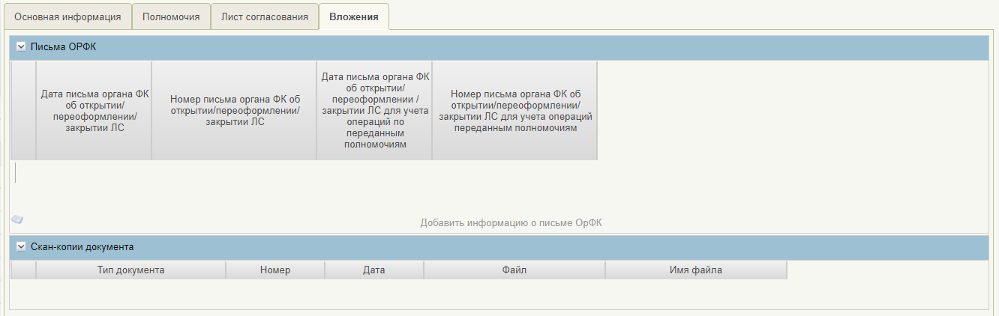 Основная информация
Полномочия
Лист согласования
Вложения
Письма ОРФК
Дата письма органа ФК
об открытии/
переоформлении/
закрытии ЛС
Номер письма органа ФК об
открытии/переоформлении/
закрытии ЛС
Дата письма органа ФК
об открытии/
переоформлении /
закрытии ЛС для учета
операций по
переданным
полномочиям
Номер письма органа ФК об
открытии/переоформлении/
закрытии ЛС для учета операций
переданным полномочиям
Добавить информацию о письме ОрФК
Скан-копии документа
Тип документа
Номер
Дата
Файл
Имя файла